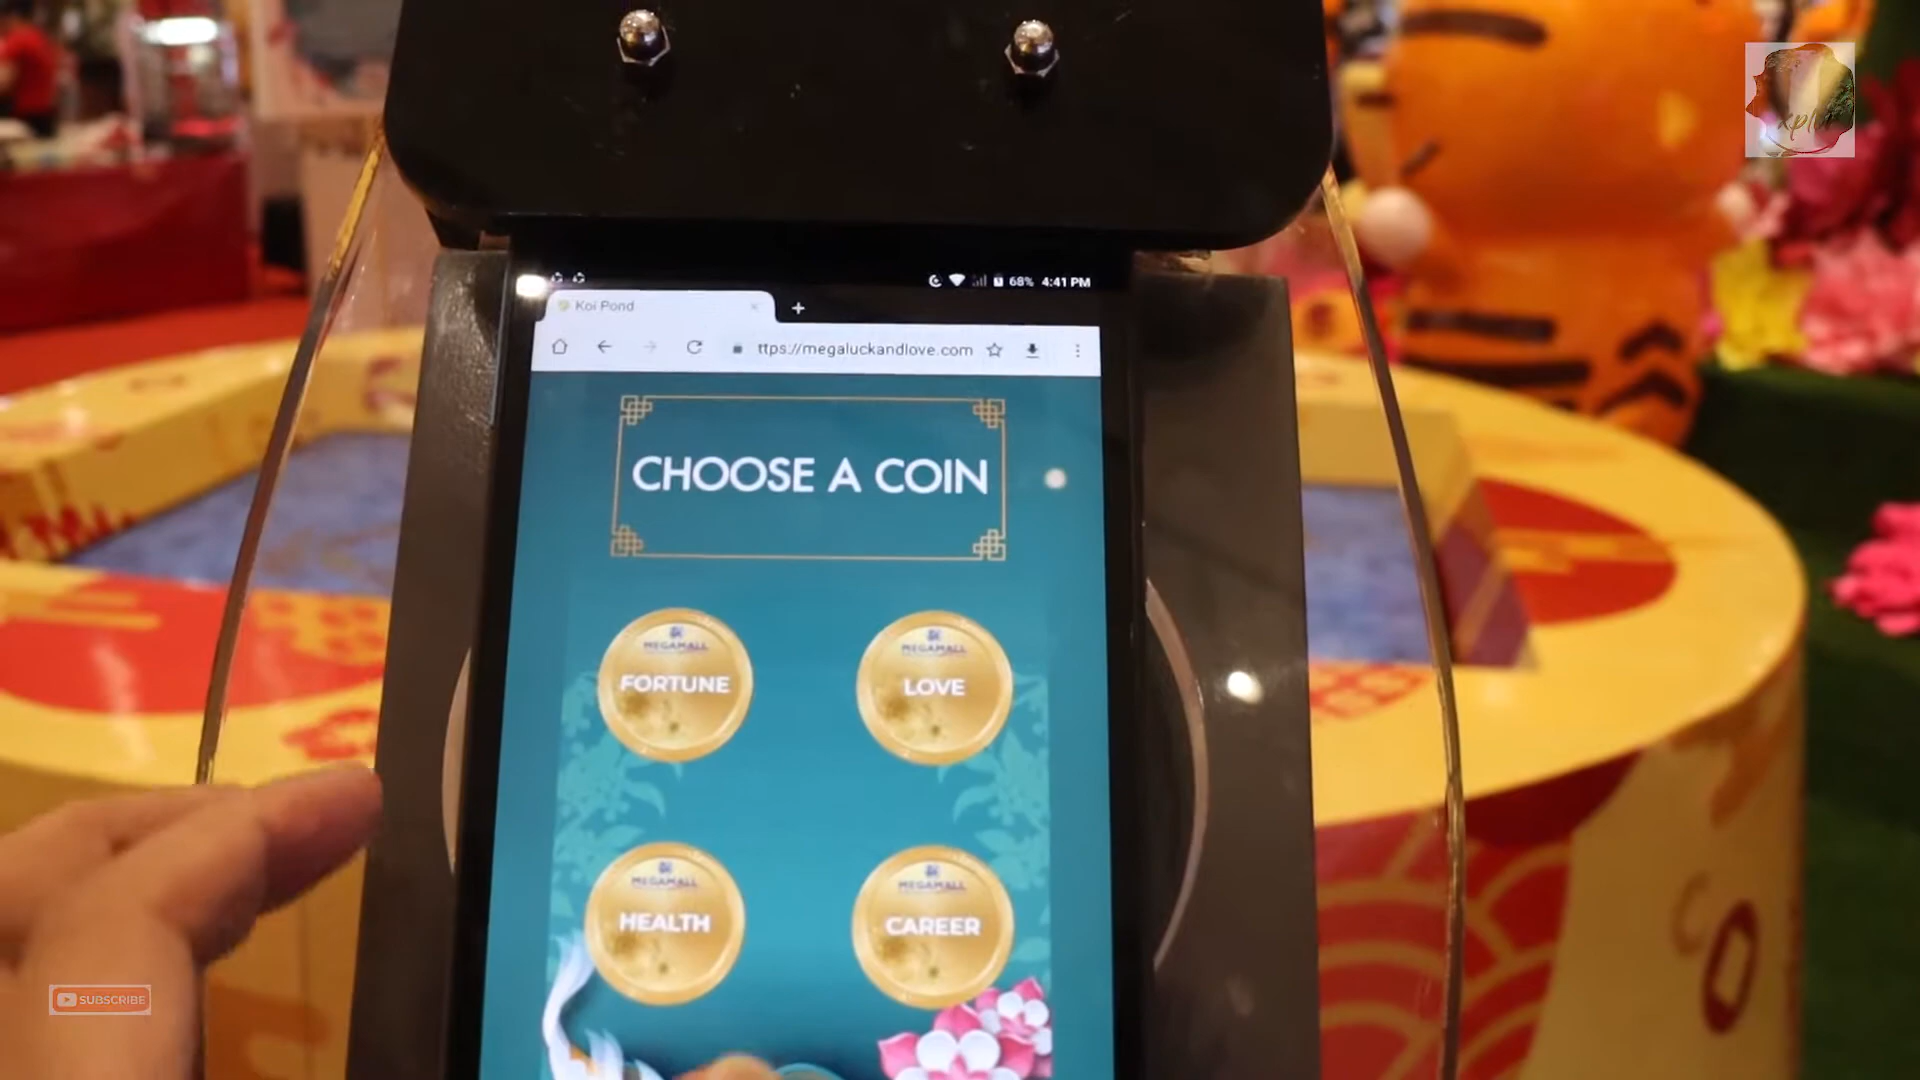 68% 4:41 PM
Koi Pond
ttps://megaluckandlove.com
CHOOSE A COIN
MEGAMALL
FORTUNE
MEGAMALL
LOVE
MEGAMALL
HEALTH
MEGAMALL
CAREER
SUBSCRIBE